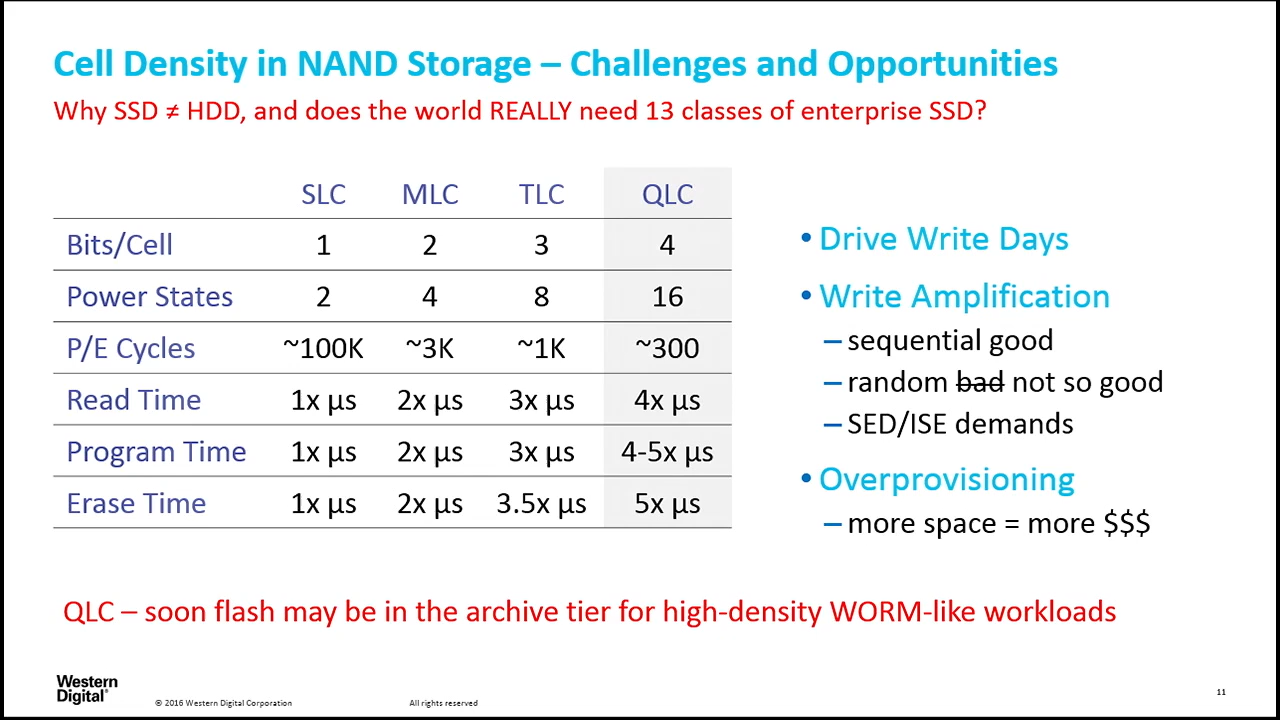 Cell Density in NAND Storage – Challenges and Opportunities
Why SSD ≠ HDD, and does the world REALLY need 13 classes of enterprise SSD?
SLC MLC TLC QLC
Bits/Cell 1 2 3 4
Power States 2 4 8 16
P/E Cycles ~100K ~3K ~1K ~300
Read Time 1x µs 2x µs 3x µs 4x µs
Program Time 1x µs 2x µs 3x µs 4-5x µs
Erase Time 1x µs 2x µs 3.5x µs 5x µs
• Drive Write Days
• Write Amplification
– sequential good
– random bad not so good
– SED/ISE demands
• Overprovisioning
– more space = more $$$
QLC – soon flash may be in the archive tier for high-density WORM-like workloads
Western
Digital®
© 2016 Western Digital Corporation All rights reserved
11